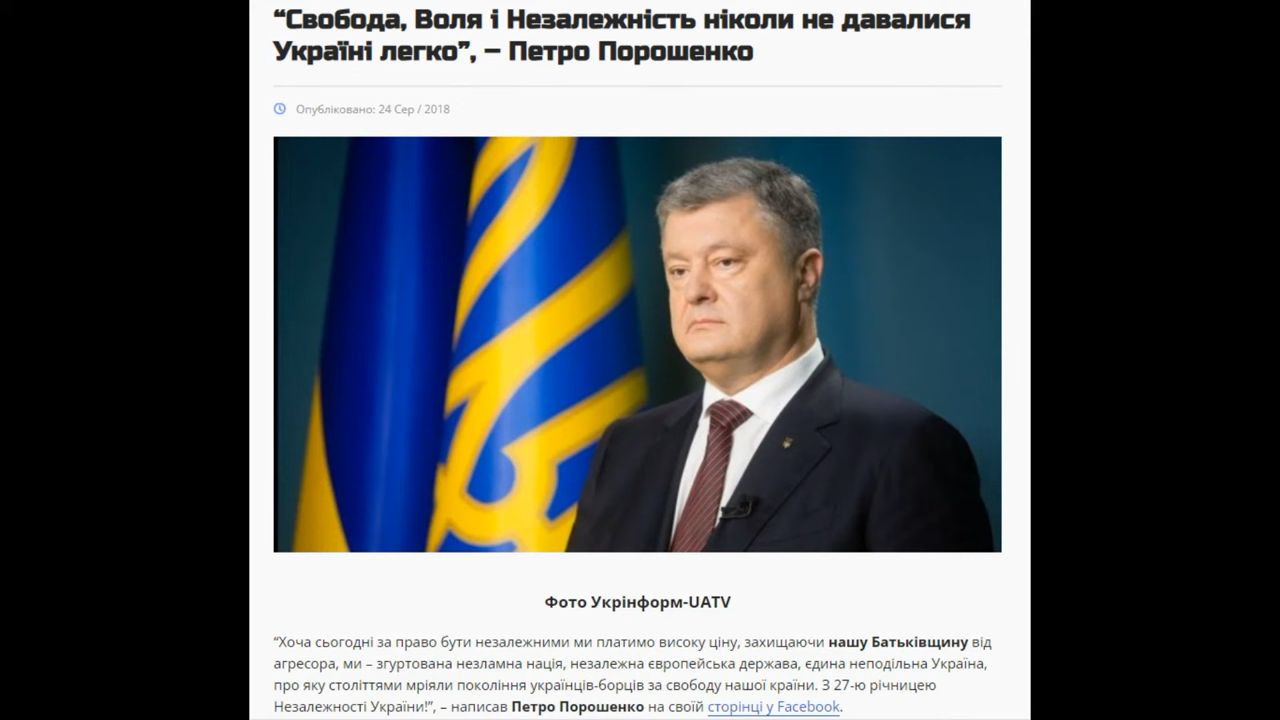 “Свобода, Воля і Незалежність ніколи не давалися
Україні легко”, – Петро Порошенко
Опубліковано: 24 Сер / 2018
Фото Укрінформ-UATV
“Хоча сьогодні за право бути незалежними ми платимо високу ціну, захищаючи нашу Батьківщину від
агресора, ми – згуртована незламна нація, незалежна європейська держава, єдина неподільна Україна,
про яку століттями мріяли покоління українців-борців за свободу нашої країни. З 27-ю річницею
Незалежності України!”, – написав Петро Порошенко на своїй сторінці у Facebook.